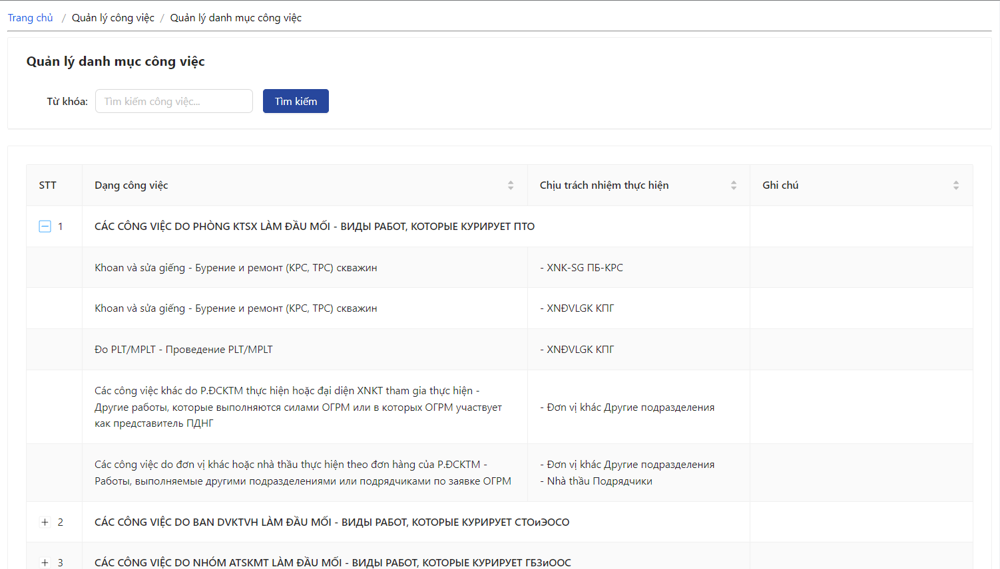 Trang chủ / Quản lý công việc / Quản lý danh mục công việc
Quản lý danh mục công việc
Từ khóa: Tìm kiếm công việc... Tìm kiếm
STT Dạng công việc Chịu trách nhiệm thực hiện Ghi chú
1 CÁC CÔNG VIỆC DO PHÒNG KTSX LÀM ĐẦU MỐI - ВИДЫ РАБОТ, КОТОРЫЕ КУРИРУЕТ ПТО
Khoan và sửa giếng - Бурение и ремонт (КРС, ТРС) скважин - XNK-SG ПБ-КРС
Khoan và sửa giếng - Бурение и ремонт (КРС, ТРС) скважин - XNĐVLGK КПГ
Đo PLT/MPLT - Проведение PLT/MPLT - XNĐVLGK КПГ
Các công việc khác do P.ĐCKTM thực hiện hoặc đại diện XNKT tham gia thực hiện -
Другие работы, которые выполняются силами ОГРМ или в которых ОГРМ участвует
как представитель ПДНГ
- Đơn vị khác Другие подразделения
Các công việc do đơn vị khác hoặc nhà thầu thực hiện theo đơn hàng của P.ĐCKTM -
Работы, выполняемые другими подразделениями или подрядчиками по заявке ОГРМ
- Đơn vị khác Другие подразделения
- Nhà thầu Подрядчики
2 CÁC CÔNG VIỆC DO BAN DVKTVH LÀM ĐẦU MỐI - ВИДЫ РАБОТ, КОТОРЫЕ КУРИРУЕТ СТОиЭОСО
3 CÁC CÔNG VIỆC DO NHÓM ATSKMT LÀM ĐẦU MỐI - ВИДЫ РАБОТ, КОТОРЫЕ КУРИРУЕТ ГБЗиООС